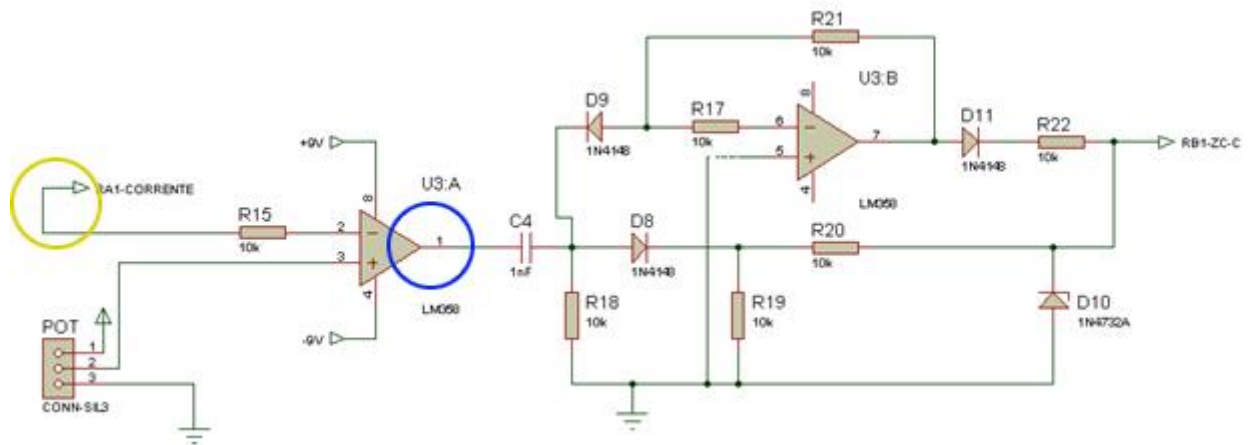 R21
10k
U3:B
D9
1N4148
R17
10k
8
6
5
7
4
LM358
D11
1N4148
R22
10k
RB1-ZC-C
+9V
RA1-CORRENTE
R15
10k
8
U3:A
2
3
1
4
LM358
-9V
C4
1nF
D8
1N4148
R20
10k
R18
10k
R19
10k
D10
1N4732A
POT
1
2
3
CONN-SIL3